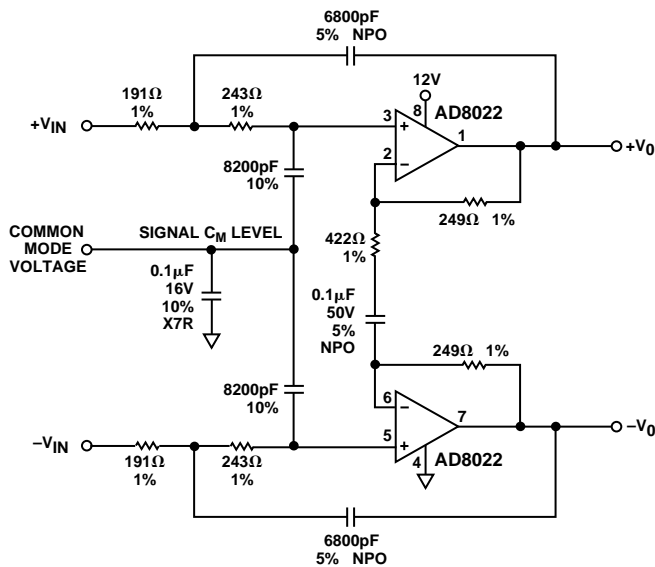 6800pF
5% NPO
191Ω
1%
243Ω
1%
12V
8
AD8022
+VIN
3
+
1
2
−
+V0
8200pF
10%
249Ω 1%
COMMON
MODE
VOLTAGE
SIGNAL CM LEVEL
422Ω
1%
0.1μF
16V
10%
X7R
0.1μF
50V
5%
NPO
249Ω 1%
8200pF
10%
6
−
7
5
+
−VIN
−V0
4
AD8022
191Ω
1%
243Ω
1%
6800pF
5% NPO